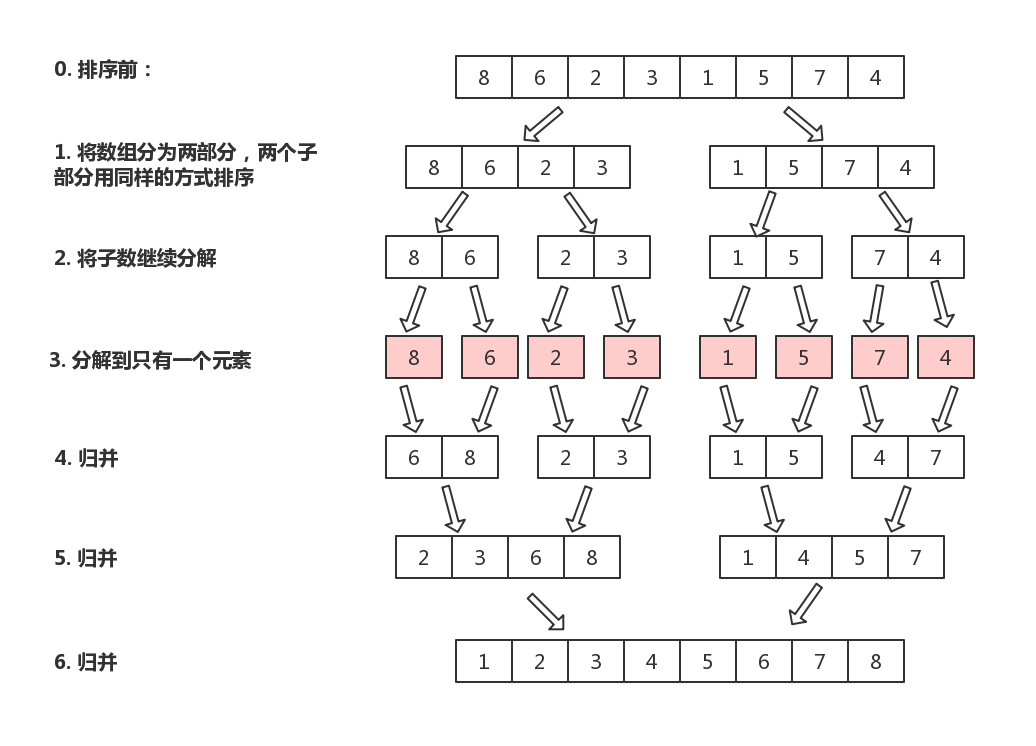 0. 排序前：
8 6 2 3 1 5 7 4
1. 将数组分为两部分，两个子
部分用同样的方式排序
8 6 2 3 1 5 7 4
2. 将子数继续分解
8 6 2 3 1 5 7 4
3. 分解到只有一个元素
8 6 2 3 1 5 7 4
4. 归并
6 8 2 3 1 5 4 7
5. 归并
2 3 6 8 1 4 5 7
6. 归并
1 2 3 4 5 6 7 8